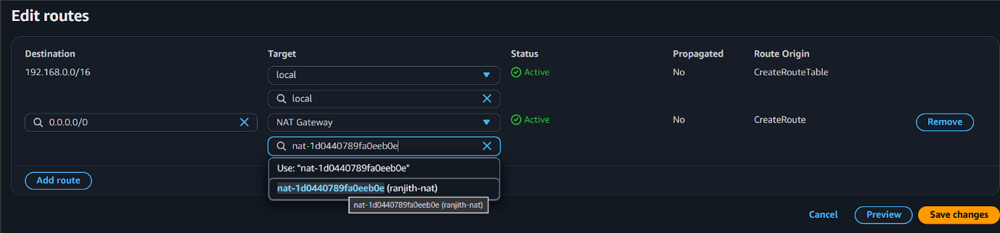 Edit routes
Destination Target Status Propagated Route Origin
192.168.0.0/16 local Active No CreateRouteTable
local
0.0.0.0/0 NAT Gateway Active No CreateRoute Remove
nat-1d0440789fa0eeb0e
Use: "nat-1d0440789fa0eeb0e"
Add route
nat-1d0440789fa0eeb0e (ranjith-nat)
nat-1d0440789fa0eeb0e (ranjith-nat)
Cancel Preview Save changes